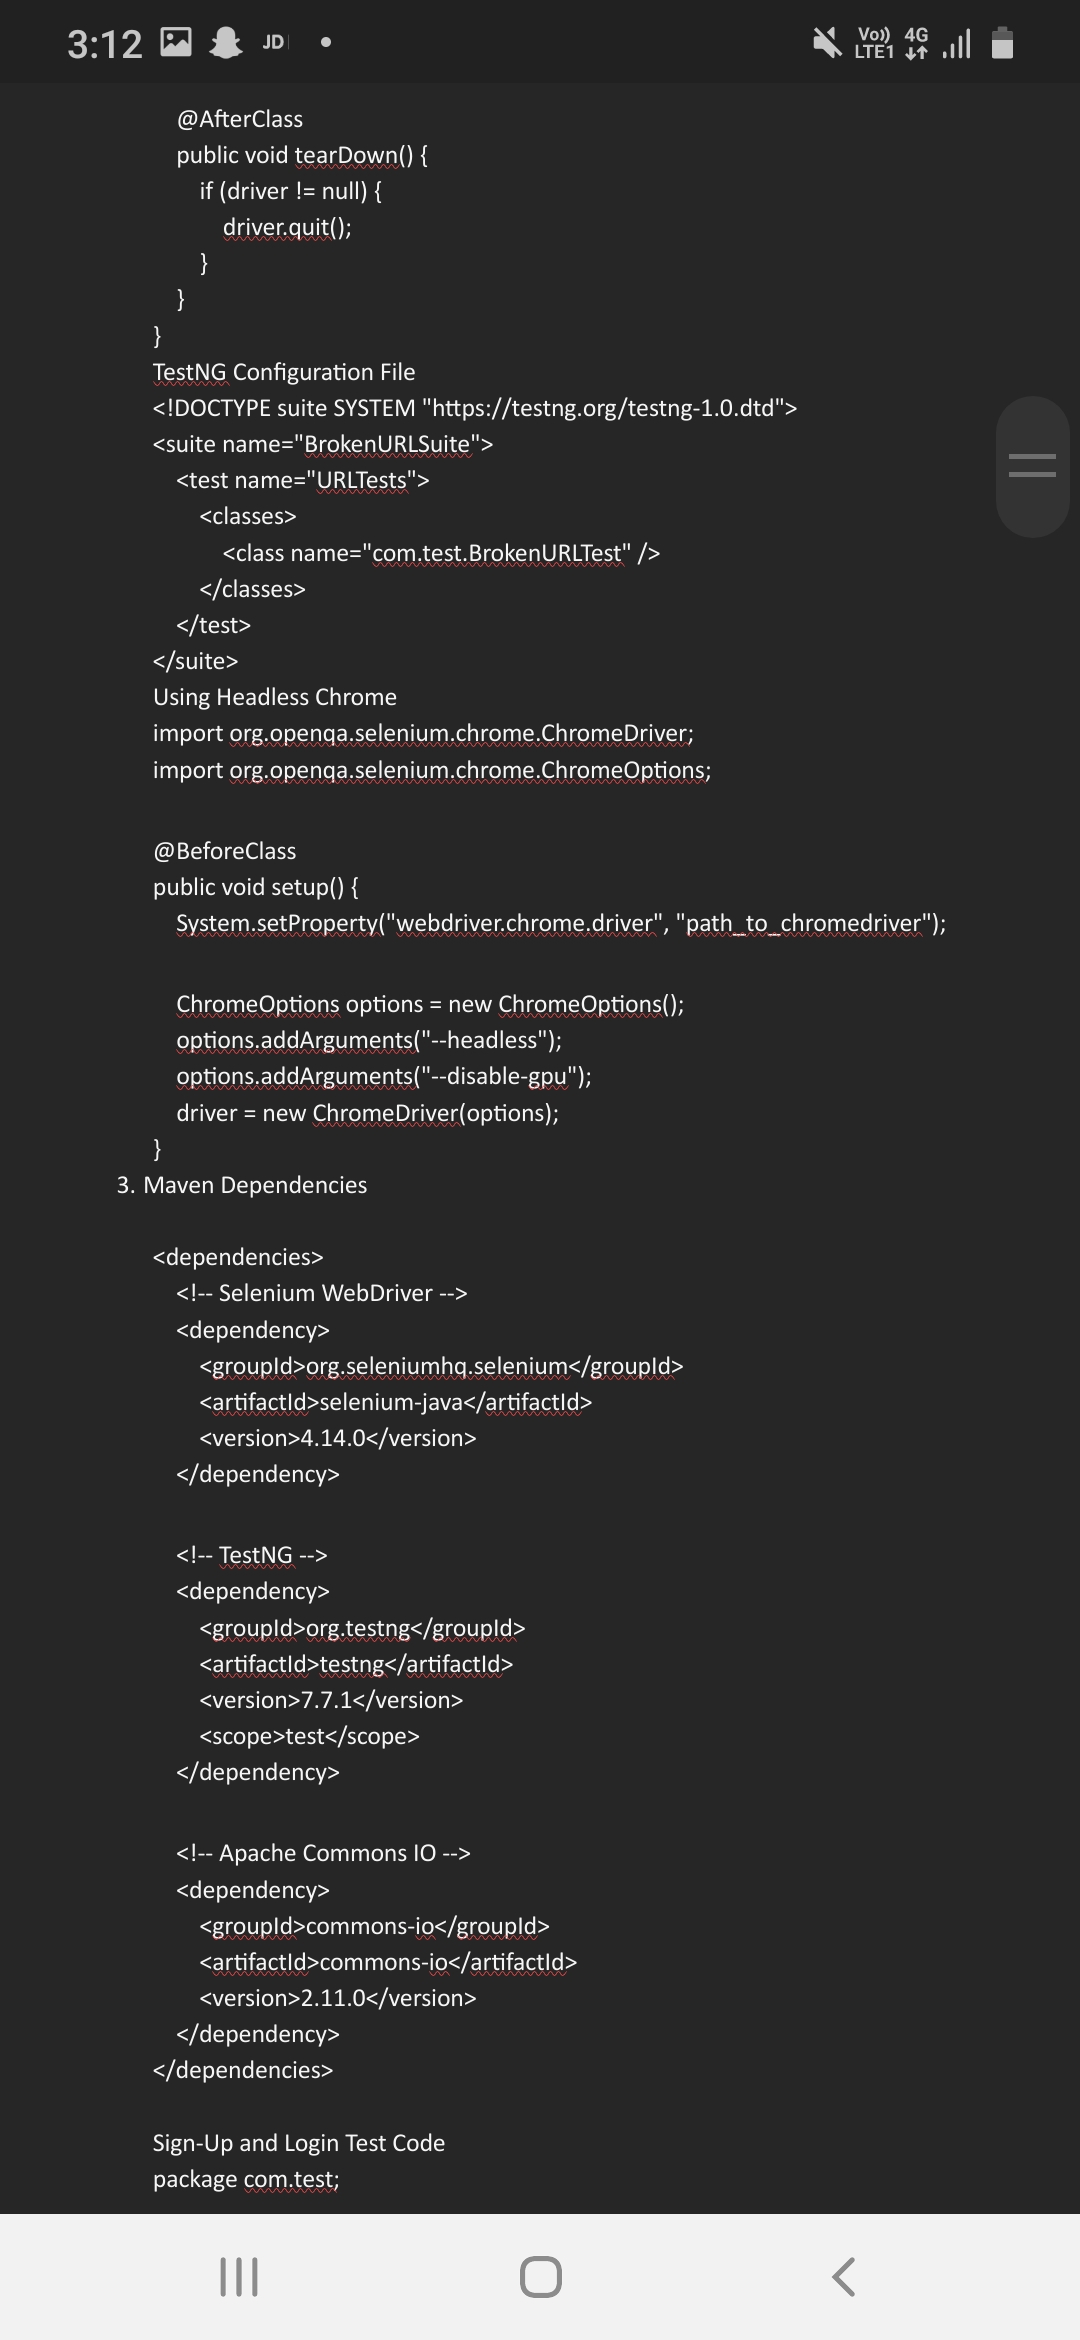 3:12 JD
Vo)) 4G
LTE1
@AfterClass
public void tearDown() {
if (driver != null) {
driver.quit();
}
}
}
TestNG Configuration File
<!DOCTYPE suite SYSTEM "https://testng.org/testng-1.0.dtd">
<suite name="BrokenURLSuite">
<test name="URLTests">
<classes>
<class name="com.test.BrokenURLTest" />
</classes>
</test>
</suite>
Using Headless Chrome
import org.openqa.selenium.chrome.ChromeDriver;
import org.openqa.selenium.chrome.ChromeOptions;
@BeforeClass
public void setup() {
System.setProperty("webdriver.chrome.driver", "path_to_chromedriver");
ChromeOptions options = new ChromeOptions();
options.addArguments("--headless");
options.addArguments("--disable-gpu");
driver = new ChromeDriver(options);
}
3. Maven Dependencies
<dependencies>
<!-- Selenium WebDriver -->
<dependency>
<groupId>org.seleniumhq.selenium</groupId>
<artifactId>selenium-java</artifactId>
<version>4.14.0</version>
</dependency>
<!-- TestNG -->
<dependency>
<groupId>org.testng</groupId>
<artifactId>testng</artifactId>
<version>7.7.1</version>
<scope>test</scope>
</dependency>
<!-- Apache Commons IO -->
<dependency>
<groupId>commons-io</groupId>
<artifactId>commons-io</artifactId>
<version>2.11.0</version>
</dependency>
</dependencies>
Sign-Up and Login Test Code
package com.test;